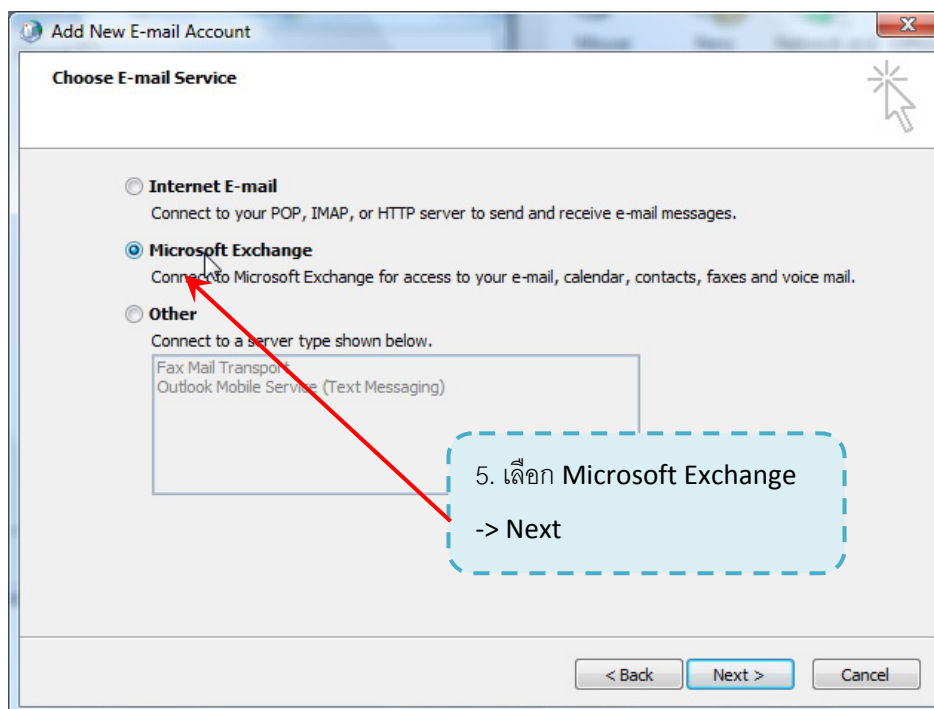 Add New E-mail Account
Choose E-mail Service
Internet E-mail
Connect to your POP, IMAP, or HTTP server to send and receive e-mail messages.
Microsoft Exchange
Connect to Microsoft Exchange for access to your e-mail, calendar, contacts, faxes and voice mail.
Other
Connect to a server type shown below.
Fax Mail Transport
Outlook Mobile Service (Text Messaging)
5. เลือก Microsoft Exchange
-> Next
< Back
Next >
Cancel